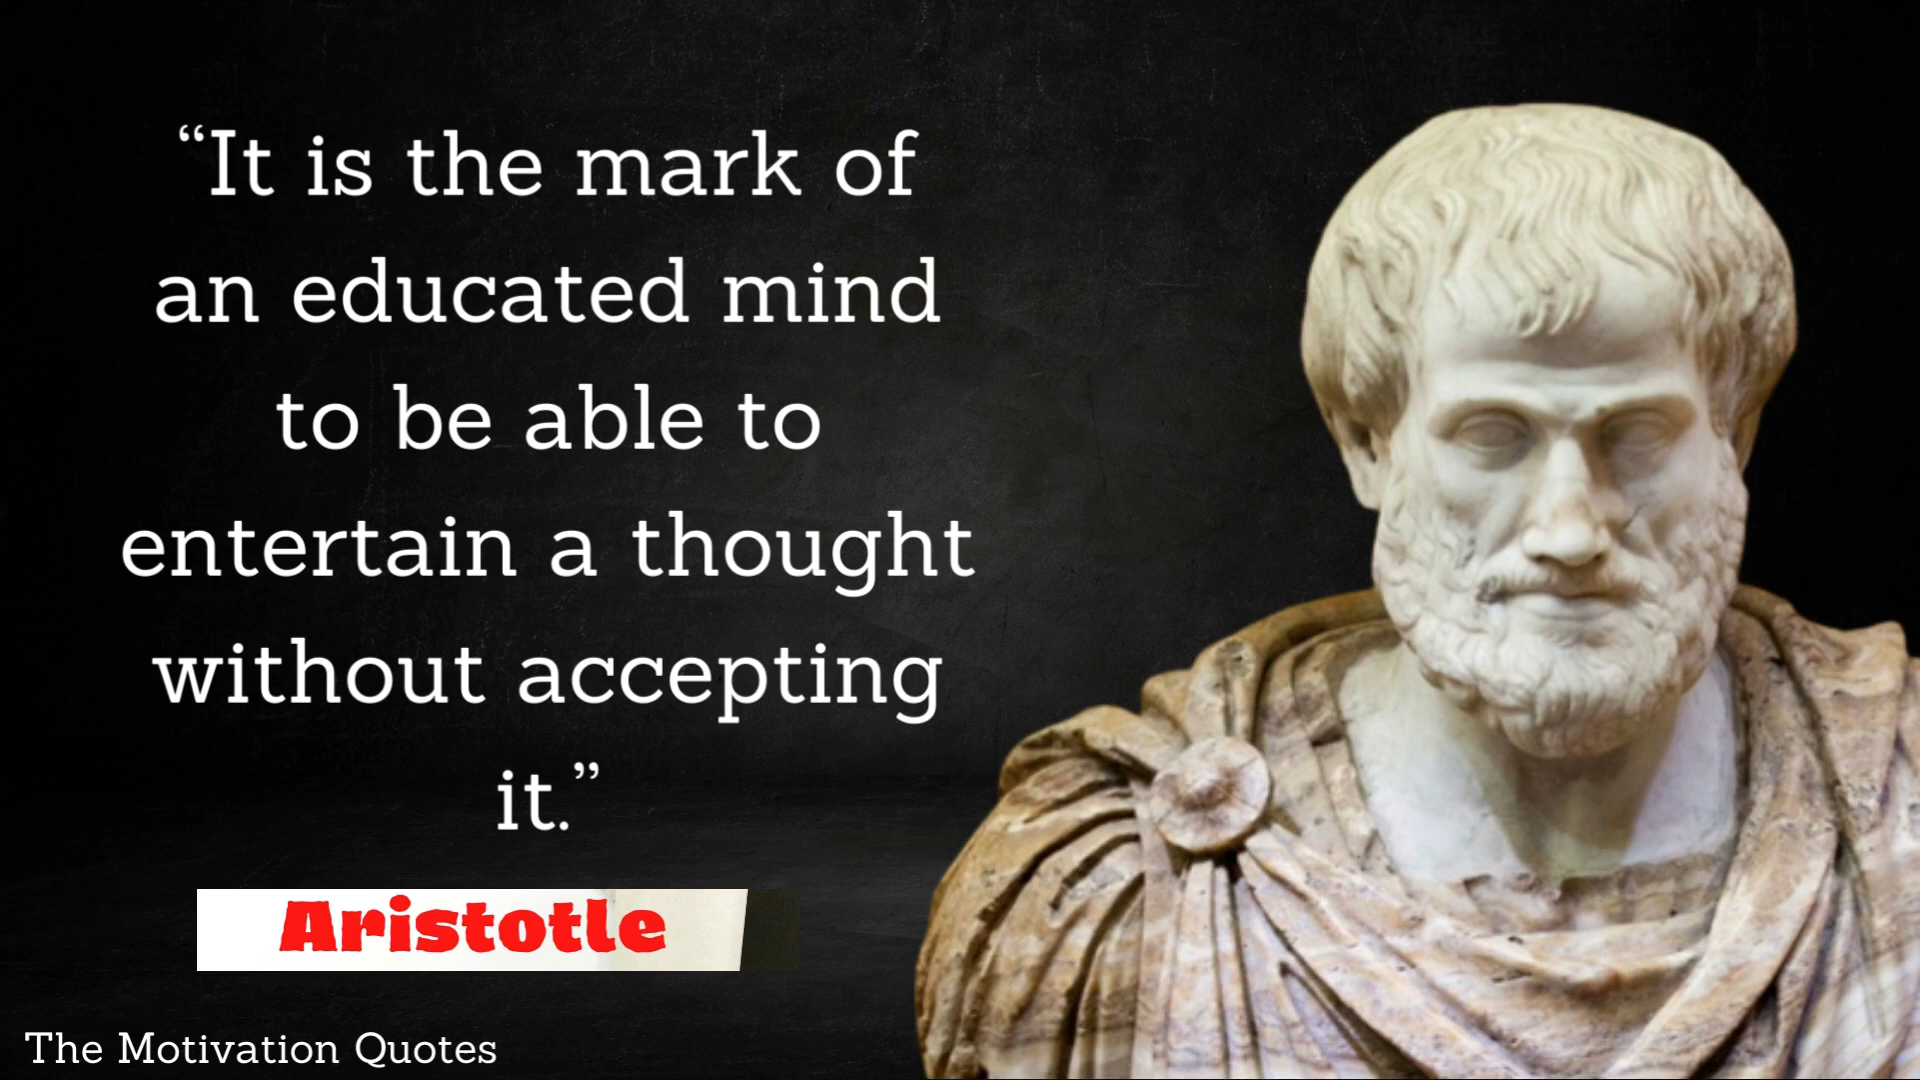 “It is the mark of
an educated mind
to be able to
entertain a thought
without accepting
it.”
Aristotle
The Motivation Quotes